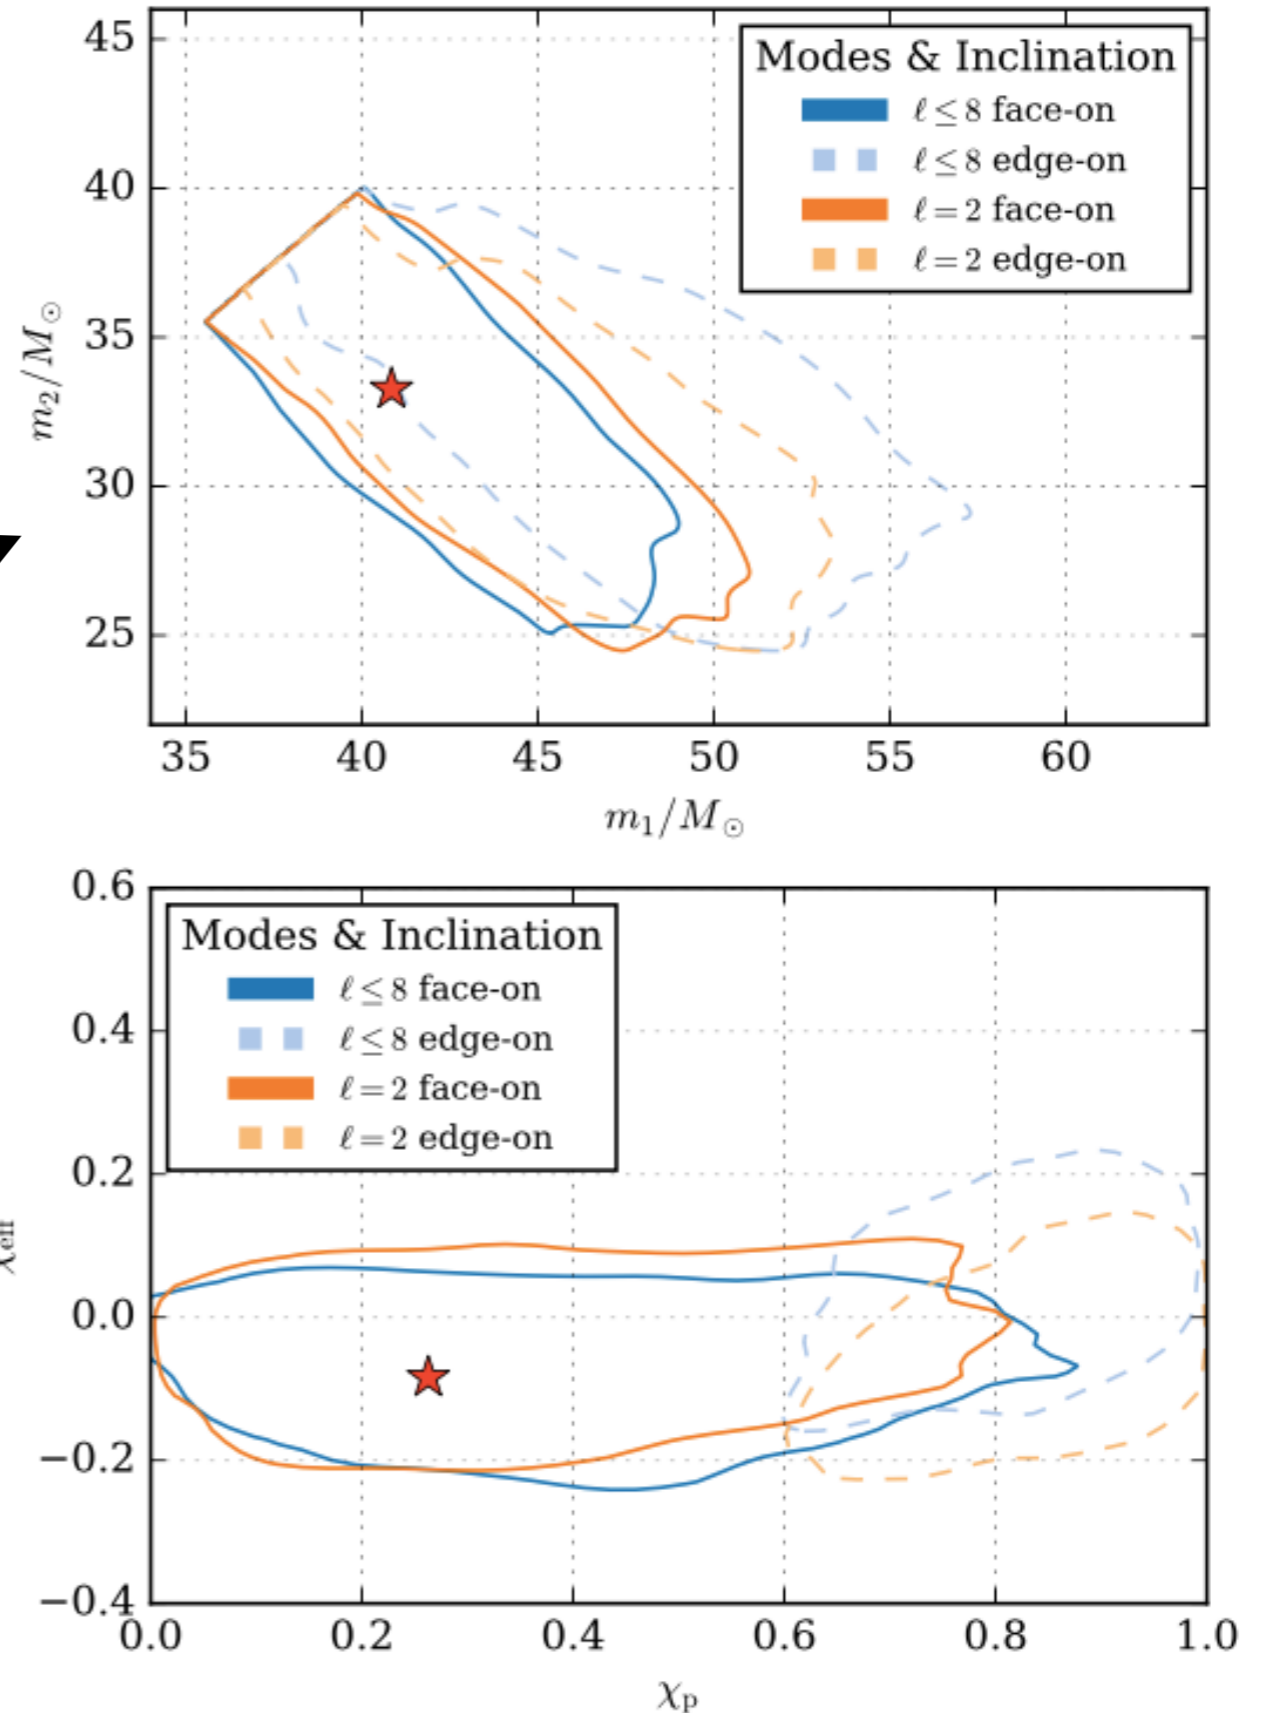 45
40
35
30
25
m₂/M⊙
Modes & Inclination
ℓ ≤ 8 face-on
ℓ ≤ 8 edge-on
ℓ = 2 face-on
ℓ = 2 edge-on
35 40 45 50 55 60
m₁/M⊙
0.6
0.4
0.2
0.0
−0.2
−0.4
χeff
Modes & Inclination
ℓ ≤ 8 face-on
ℓ ≤ 8 edge-on
ℓ = 2 face-on
ℓ = 2 edge-on
0.0 0.2 0.4 0.6 0.8 1.0
χp